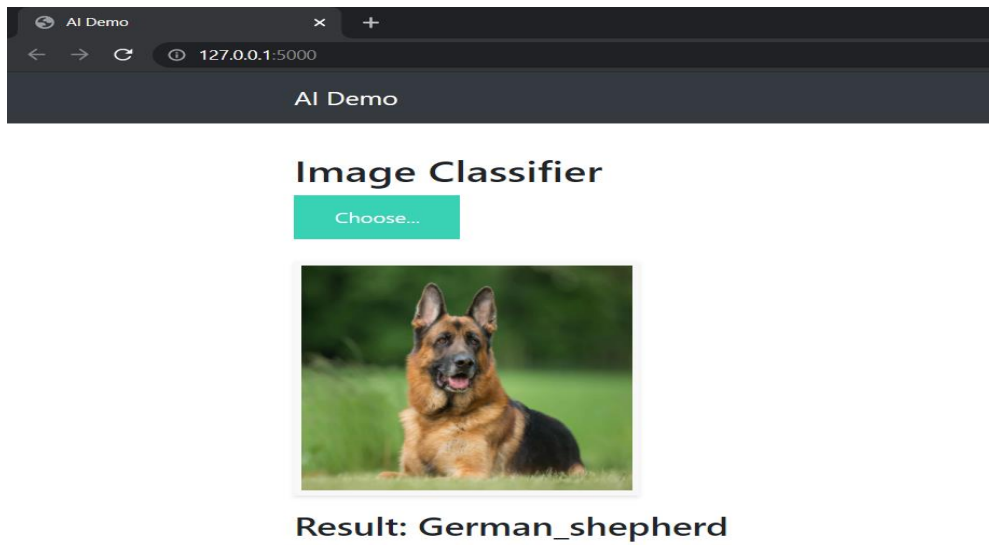 AI Demo
127.0.0.1:5000
AI Demo
Image Classifier
Choose...
Result: German_shepherd